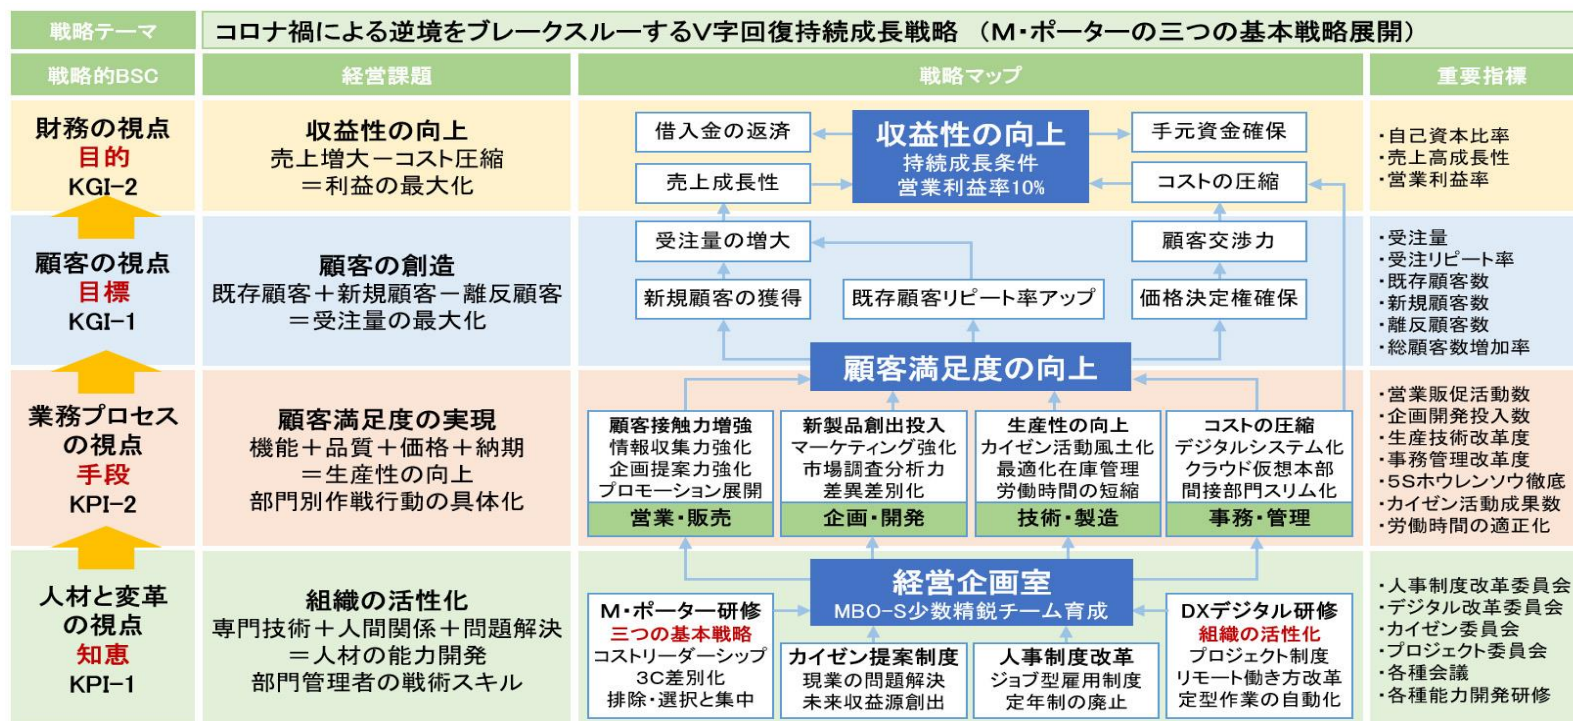 戦略テーマ
コロナ禍による逆境をブレークスルーするV字回復持続成長戦略 (M・ポーターの三つの基本戦略展開)
戦略的BSC
経営課題
戦略マップ
重要指標
財務の視点
目的
KGI-2
収益性の向上
売上増大-コスト圧縮
=利益の最大化
借入金の返済
収益性の向上
持続成長条件
営業利益率10%
手元資金確保
売上成長性
コストの圧縮
・自己資本比率
・売上高成長性
・営業利益率
顧客の視点
目標
KGI-1
顧客の創造
既存顧客+新規顧客-離反顧客
=受注量の最大化
受注量の増大
顧客交渉力
新規顧客の獲得
既存顧客リピート率アップ
価格決定権確保
顧客満足度の向上
・受注量
・受注リピート率
・既存顧客数
・新規顧客数
・離反顧客数
・総顧客数増加率
業務プロセス
の視点
手段
KPI-2
顧客満足度の実現
機能+品質+価格+納期
=生産性の向上
部門別作戦行動の具体化
顧客接触力増強
情報収集力強化
企画提案力強化
プロモーション展開
営業・販売
新製品創出投入
マーケティング強化
市場調査分析力
差異差別化
企画・開発
生産性の向上
カイゼン活動風土化
最適化在庫管理
労働時間の短縮
技術・製造
コストの圧縮
デジタルシステム化
クラウド仮想本部
間接部門スリム化
事務・管理
・営業販促活動数
・企画開発投入数
・生産技術改革度
・事務管理改革度
・5Sホウレンソウ徹底
・カイゼン活動成果数
・労働時間の適正化
人材と変革
の視点
知恵
KPI-1
組織の活性化
専門技術+人間関係+問題解決
=人材の能力開発
部門管理者の戦術スキル
経営企画室
MBO-S少数精鋭チーム育成
M・ポーター研修
三つの基本戦略
コストリーダーシップ
3C差別化
排除・選択と集中
カイゼン提案制度
現業の問題解決
未来収益源創出
人事制度改革
ジョブ型雇用制度
定年制の廃止
DXデジタル研修
組織の活性化
プロジェクト制度
リモート働き方改革
定型作業の自動化
・人事制度改革委員会
・デジタル改革委員会
・カイゼン委員会
・プロジェクト委員会
・各種会議
・各種能力開発研修